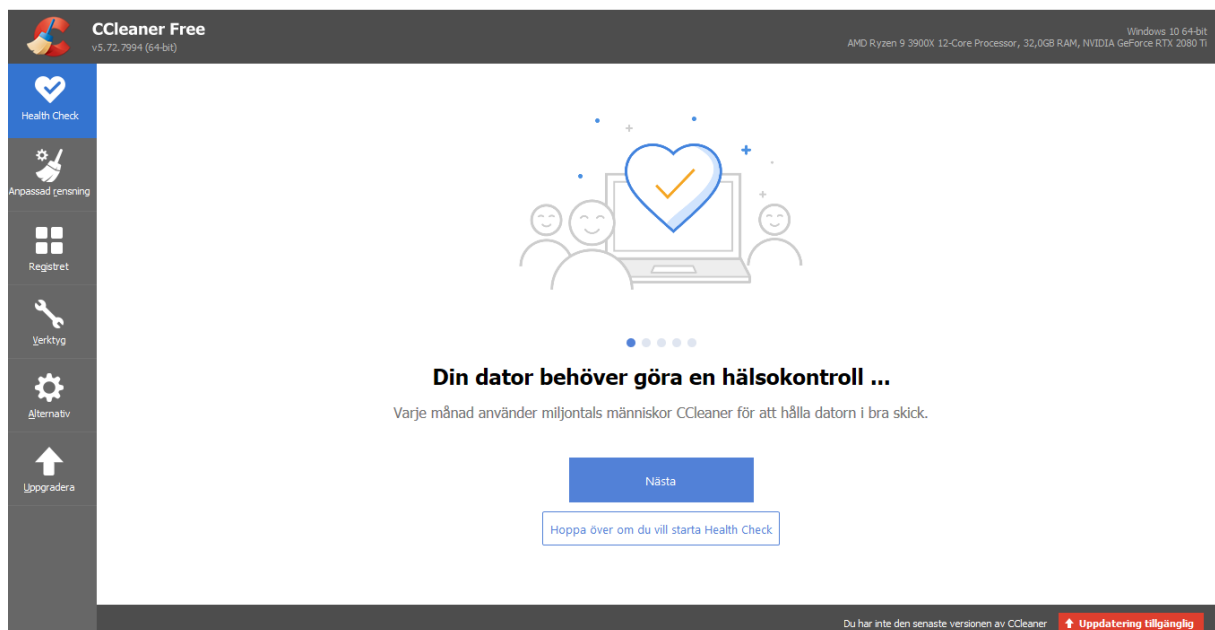 CCleaner Free
v5.72.7994 (64-bit)
Windows 10 64-bit
AMD Ryzen 9 3900X 12-Core Processor, 32,0GB RAM, NVIDIA GeForce RTX 2080 Ti
Health Check
Anpassad rensning
Registret
Verktyg
Alternativ
Uppgradera
Din dator behöver göra en hälsokontroll ...
Varje månad använder miljontals människor CCleaner för att hålla datorn i bra skick.
Nästa
Hoppa över om du vill starta Health Check
Du har inte den senaste versionen av CCleaner
Uppdatering tillgänglig